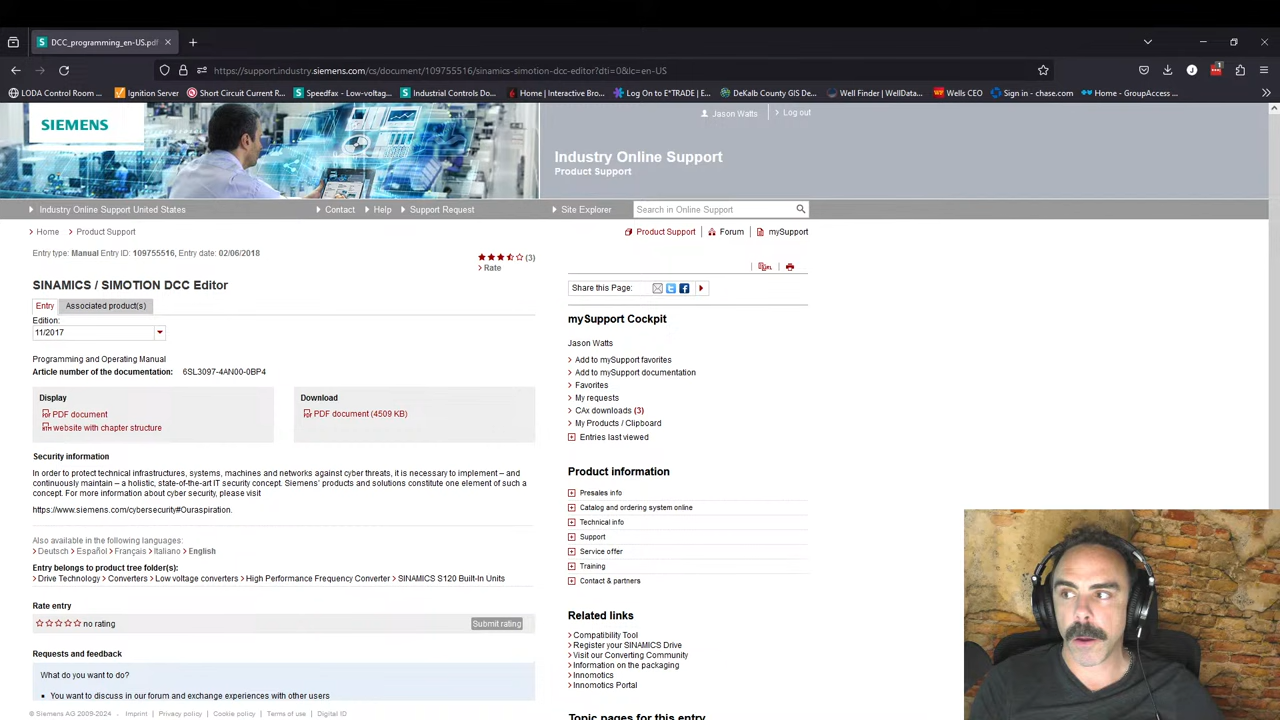 DCC_programming_en-US.pdf
https://support.industry.siemens.com/cs/document/109755516/sinamics-simotion-dcc-editor?dti=0&lc=en-US
LODA Control Room ...
Ignition Server
Short Circuit Current R...
Speedfax - Low-voltag...
Industrial Controls Do...
Home | Interactive Bro...
Log On to E*TRADE | E...
DeKalb County GIS De...
Well Finder | WellData...
Wells CEO
Sign in - chase.com
Home - GroupAccess ...
SIEMENS
Jason Watts
Log out
Industry Online Support
Product Support
Industry Online Support United States
Contact
Help
Support Request
Site Explorer
Search in Online Support
Home
Product Support
Product Support
Forum
mySupport
Entry type: Manual Entry ID: 109755516, Entry date: 02/06/2018
(3)
Rate
SINAMICS / SIMOTION DCC Editor
Share this Page:
Entry
Associated product(s)
Edition:
11/2017
mySupport Cockpit
Jason Watts
Programming and Operating Manual
Article number of the documentation: 6SL3097-4AN00-0BP4
Add to mySupport favorites
Add to mySupport documentation
Favorites
My requests
CAx downloads (3)
My Products / Clipboard
Entries last viewed
Display
PDF document
website with chapter structure
Download
PDF document (4509 KB)
Security information
In order to protect technical infrastructures, systems, machines and networks against cyber threats, it is necessary to implement – and
continuously maintain – a holistic, state-of-the-art IT security concept. Siemens' products and solutions constitute one element of such a
concept. For more information about cyber security, please visit
https://www.siemens.com/cybersecurity#Ouraspiration.
Product information
Presales info
Catalog and ordering system online
Technical info
Support
Service offer
Training
Contact & partners
Also available in the following languages:
Deutsch Español Français Italiano English
Entry belongs to product tree folder(s):
Drive Technology Converters Low voltage converters High Performance Frequency Converter SINAMICS S120 Built-In Units
Rate entry
no rating
Submit rating
Related links
Compatibility Tool
Register your SINAMICS Drive
Visit our Converting Community
Information on the packaging
Innomotics
Innomotics Portal
Requests and feedback
What do you want to do?
You want to discuss in our forum and exchange experiences with other users
© Siemens AG 2009-2024 - Imprint Privacy policy Cookie policy Terms of use Digital ID
Topic pages for this entry